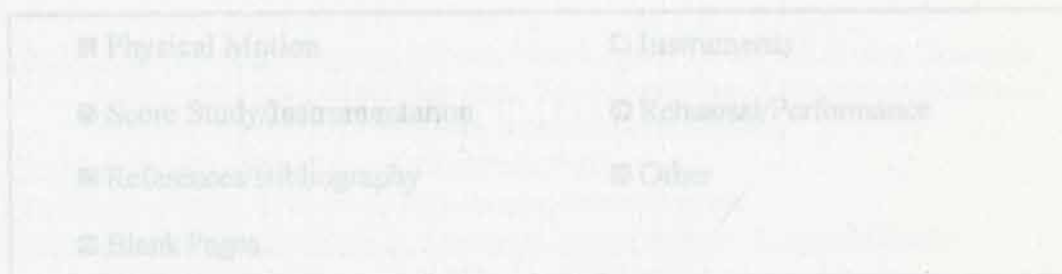 Physical Motion
Instruments
Score Study/Instrumentation
Rehearsal/Performance
References/Bibliography
Other
Blank Pages